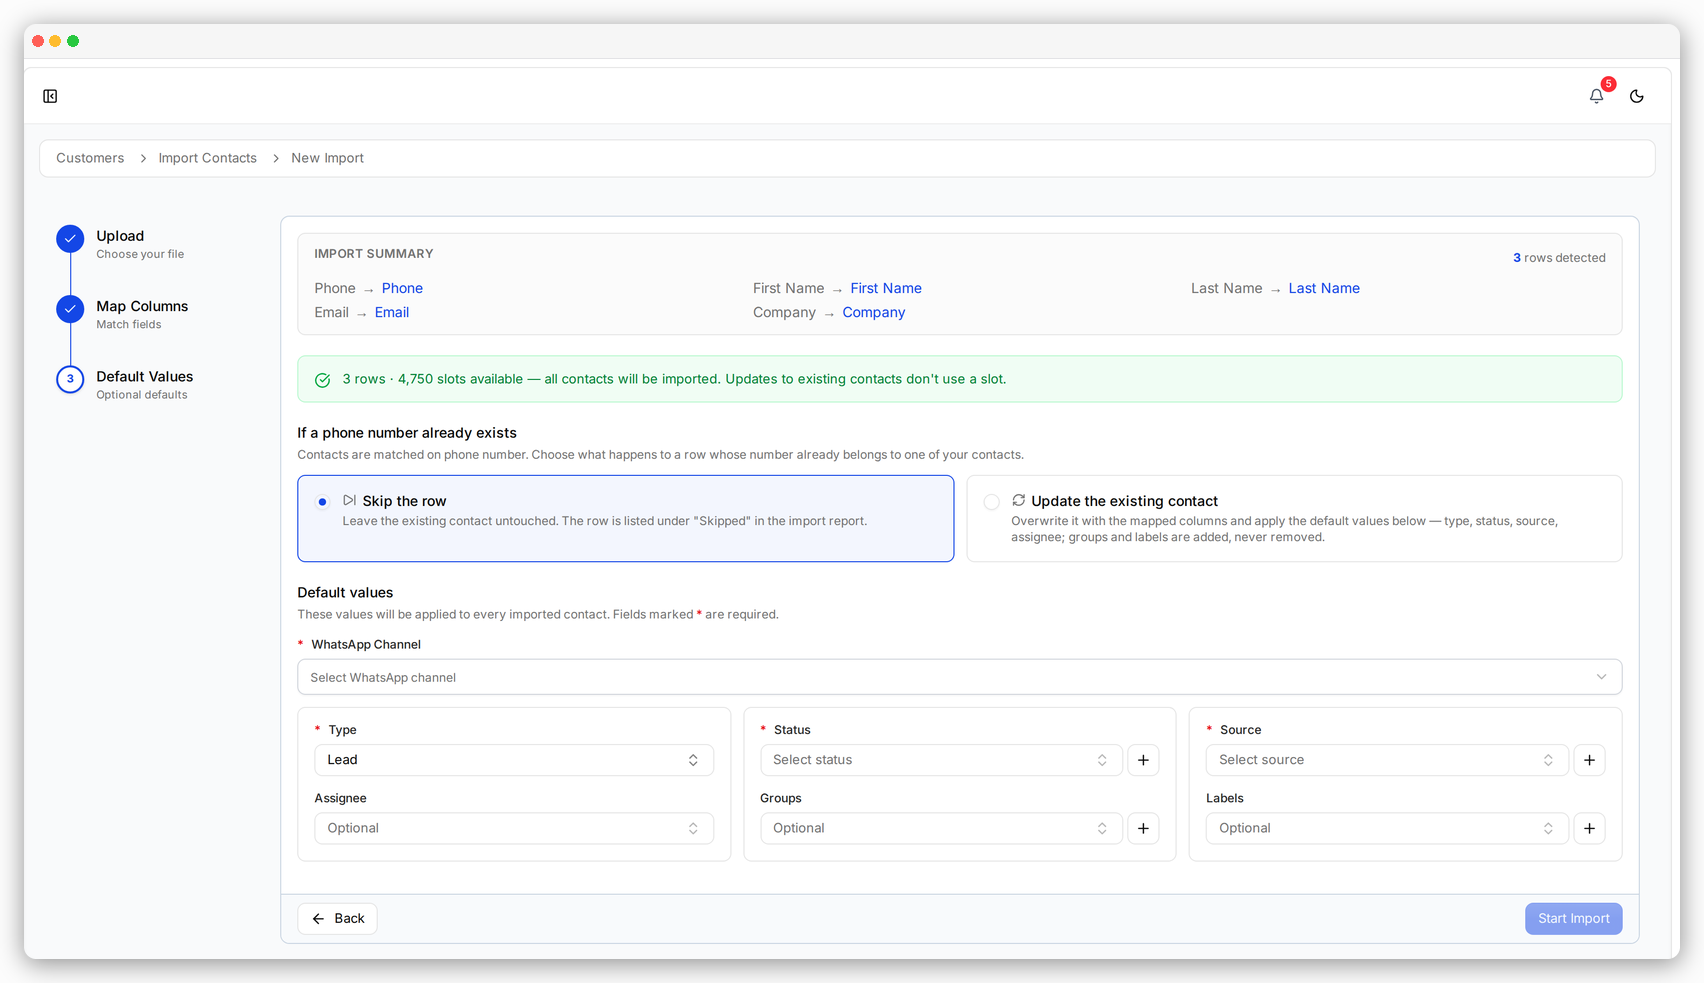 5
Customers > Import Contacts > New Import
Upload
Choose your file
Map Columns
Match fields
3
Default Values
Optional defaults
IMPORT SUMMARY
3 rows detected
Phone → Phone
First Name → First Name
Last Name → Last Name
Email → Email
Company → Company
3 rows · 4,750 slots available — all contacts will be imported. Updates to existing contacts don't use a slot.
If a phone number already exists
Contacts are matched on phone number. Choose what happens to a row whose number already belongs to one of your contacts.
Skip the row
Leave the existing contact untouched. The row is listed under "Skipped" in the import report.
Update the existing contact
Overwrite it with the mapped columns and apply the default values below — type, status, source,
assignee; groups and labels are added, never removed.
Default values
These values will be applied to every imported contact. Fields marked * are required.
* WhatsApp Channel
Select WhatsApp channel
* Type
Lead
Assignee
Optional
* Status
Select status
Groups
Optional
* Source
Select source
Labels
Optional
Back
Start Import